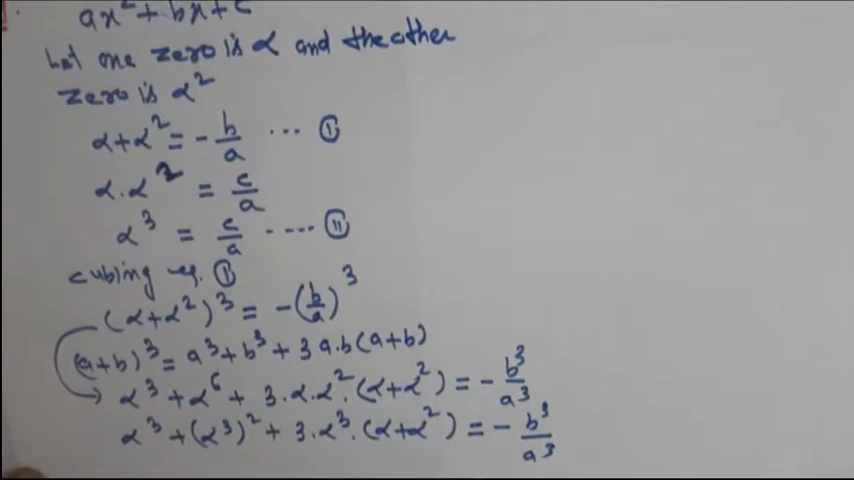 ax² + bx + c
Let one zero is α and the other
zero is α²
α+α² = - b/a ... ①
α.α² = c/a
α³ = c/a ..... ⑪
cubing eq. ①
(α+α²)³ = -(b/a)³
(a+b)³ = a³+b³+3a.b(a+b)
α³+α⁶+3.α.α².(α+α²) = - b³/a³
α³+(α³)²+3.α³.(α+α²) = - b³/a³